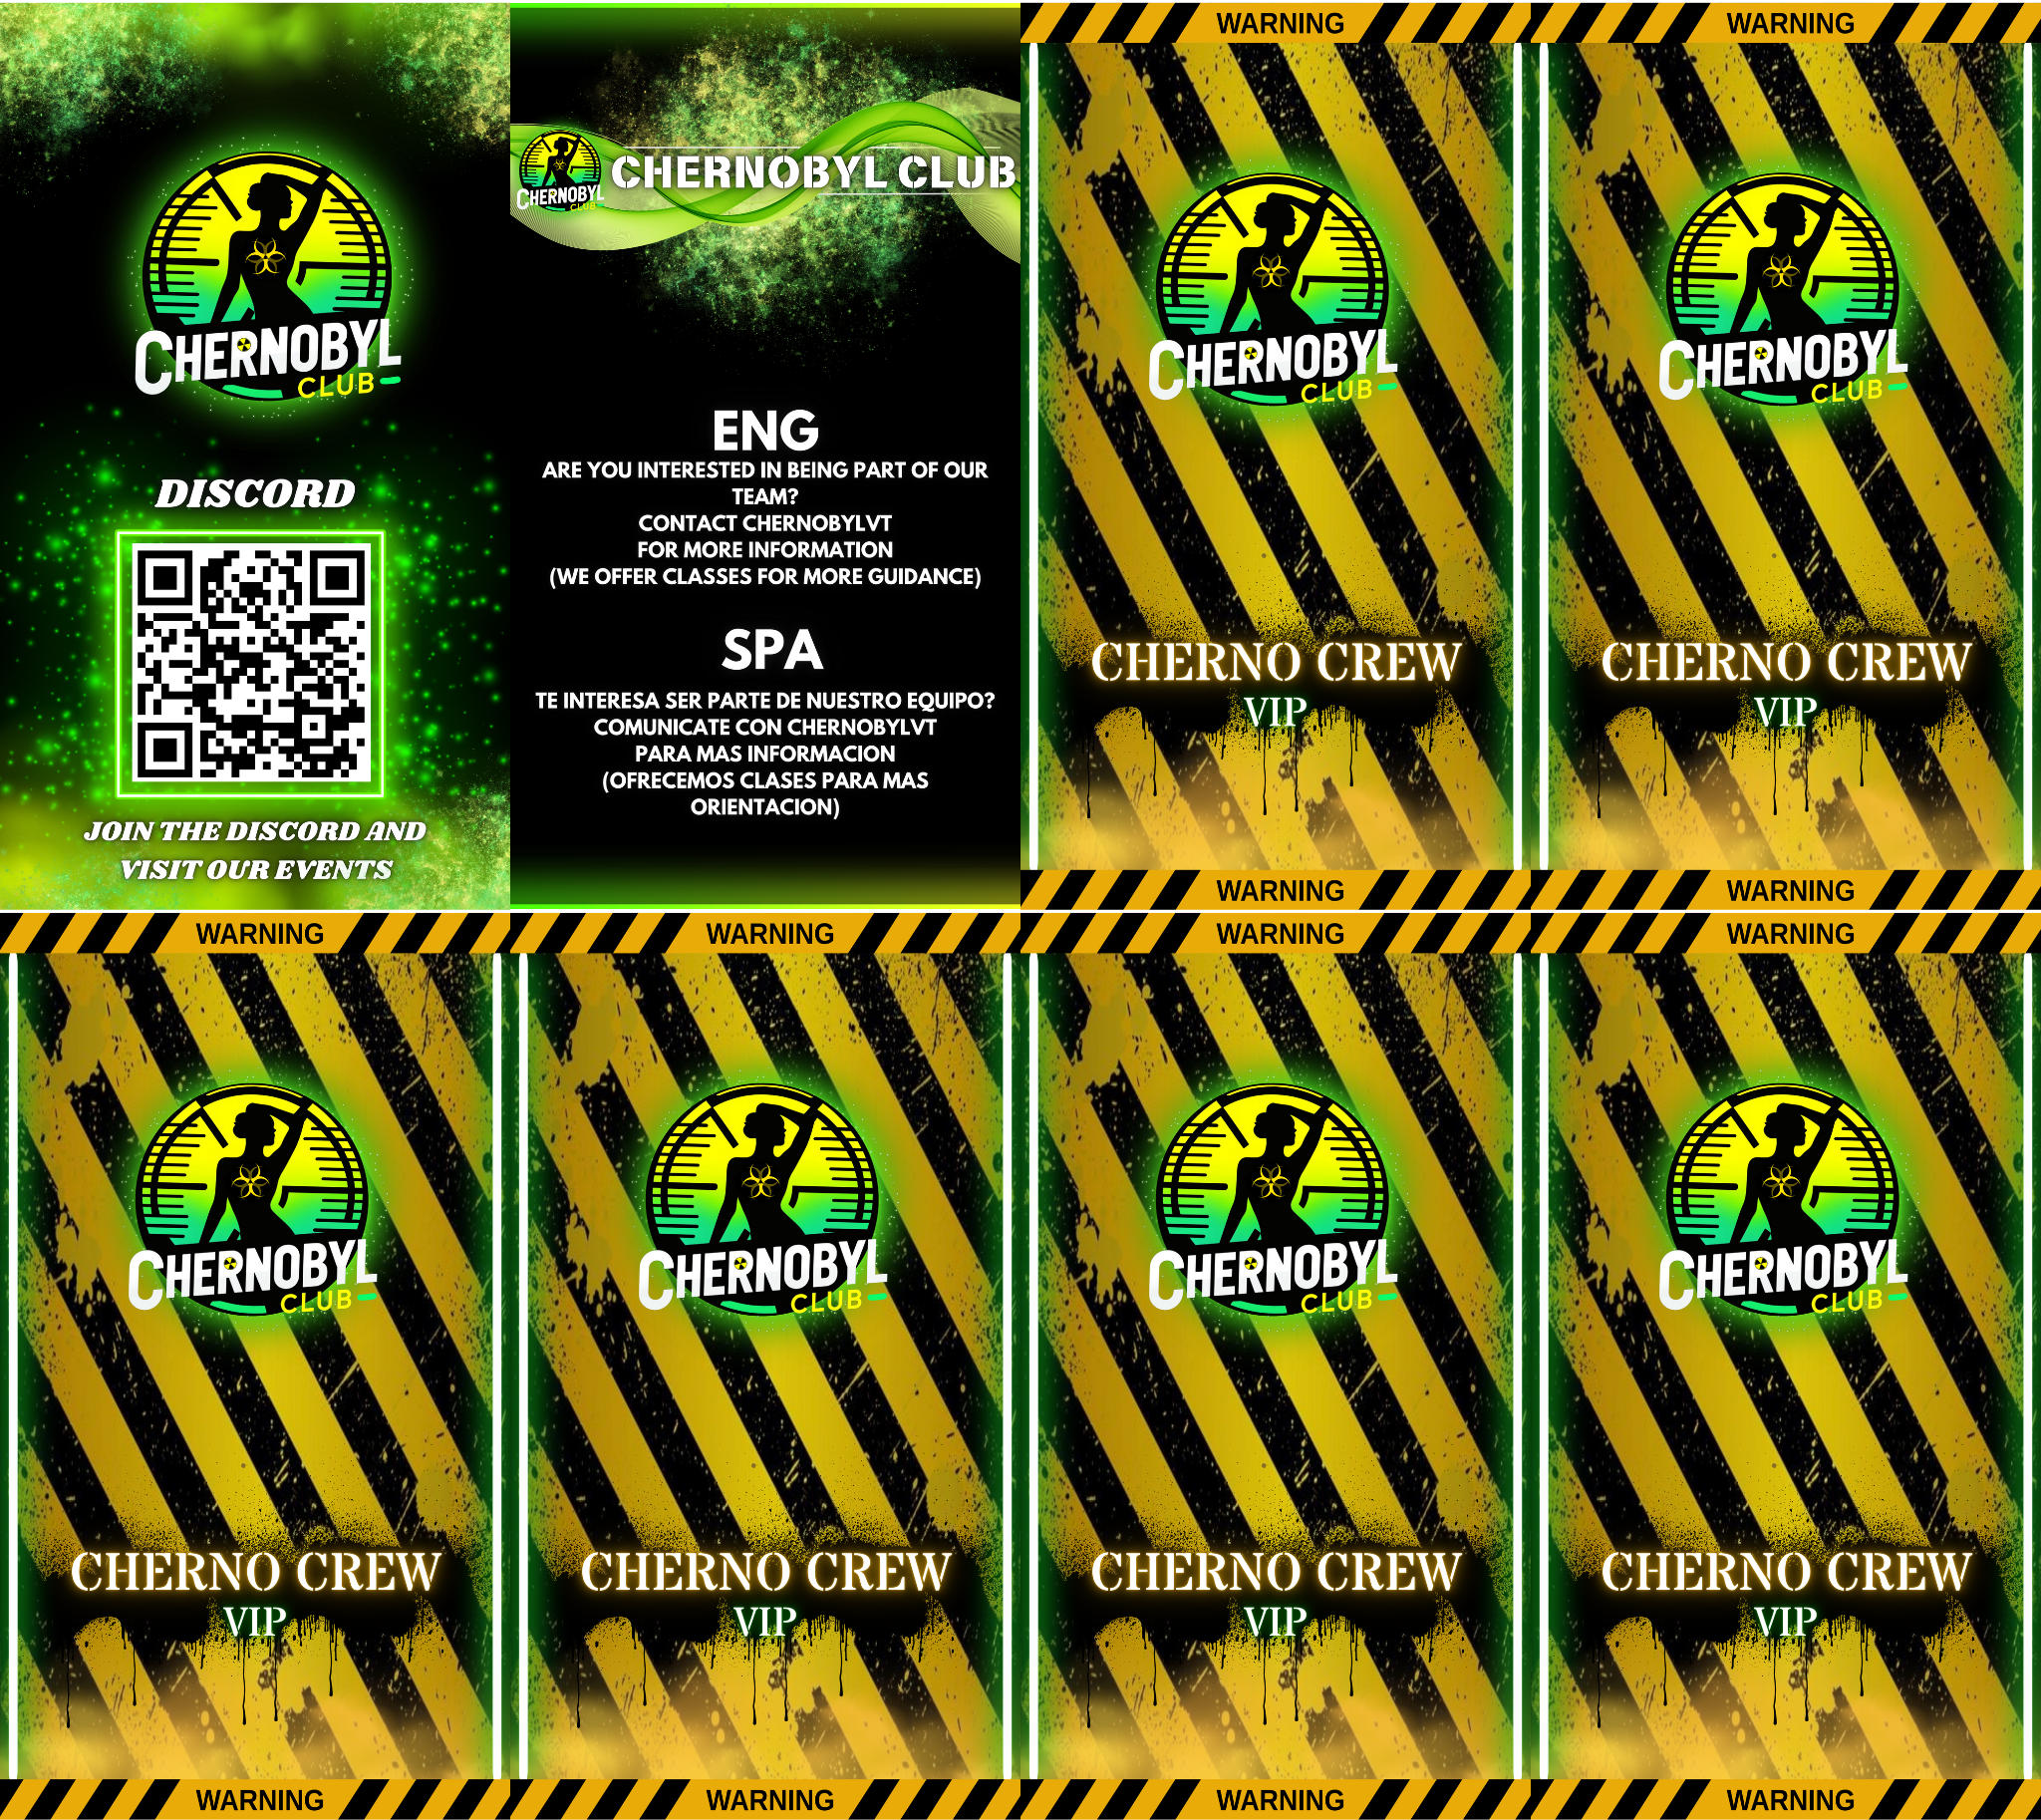 CHERNOBYL
CLUB
DISCORD
JOIN THE DISCORD AND
VISIT OUR EVENTS
CHERNOBYL
CLUB
CHERNOBYL CLUB
ENG
ARE YOU INTERESTED IN BEING PART OF OUR
TEAM?
CONTACT CHERNOBYLVT
FOR MORE INFORMATION
(WE OFFER CLASSES FOR MORE GUIDANCE)
SPA
TE INTERESA SER PARTE DE NUESTRO EQUIPO?
COMUNICATE CON CHERNOBYLVT
PARA MAS INFORMACION
(OFRECEMOS CLASES PARA MAS
ORIENTACION)
WARNING
CHERNOBYL
CLUB
CHERNO CREW
VIP
WARNING
WARNING
CHERNOBYL
CLUB
CHERNO CREW
VIP
WARNING
WARNING
CHERNOBYL
CLUB
CHERNO CREW
VIP
WARNING
WARNING
CHERNOBYL
CLUB
CHERNO CREW
VIP
WARNING
WARNING
CHERNOBYL
CLUB
CHERNO CREW
VIP
WARNING
WARNING
CHERNOBYL
CLUB
CHERNO CREW
VIP
WARNING